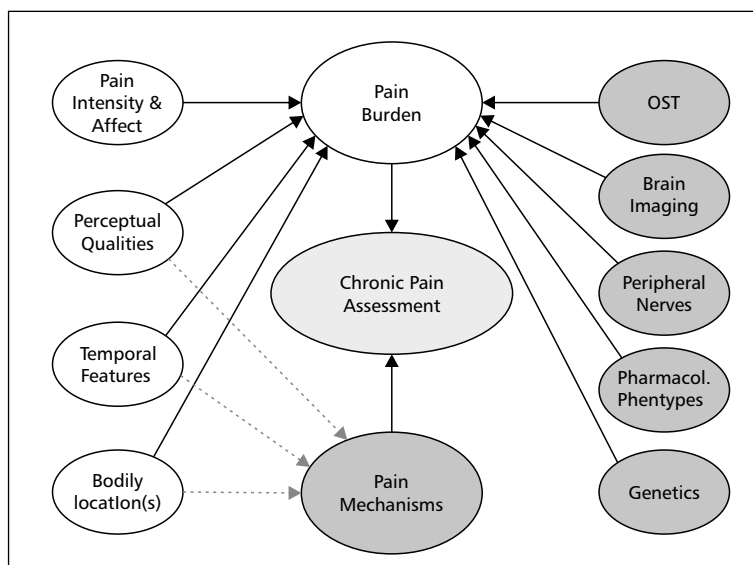 Pain
Intensity &
Affect
Pain
Burden
OST
Brain
Imaging
Perceptual
Qualities
Chronic Pain
Assessment
Peripheral
Nerves
Temporal
Features
Pharmacol.
Phentypes
Bodily
locatIon(s)
Pain
Mechanisms
Genetics